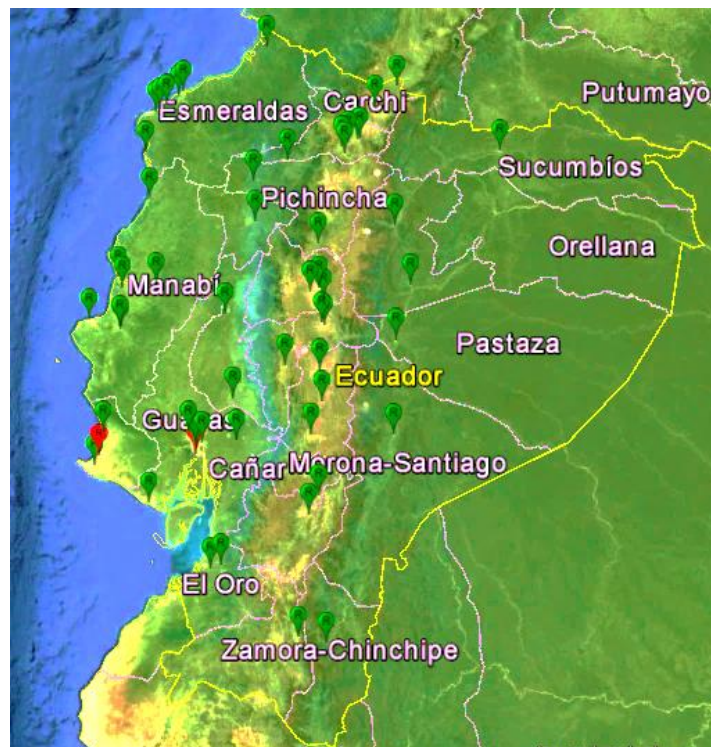 Putumayo
Esmeraldas
Carchi
Sucumbíos
Pichincha
Orellana
Manabí
Pastaza
Ecuador
Guayas
Cañar
Morona-Santiago
El Oro
Zamora-Chinchipe